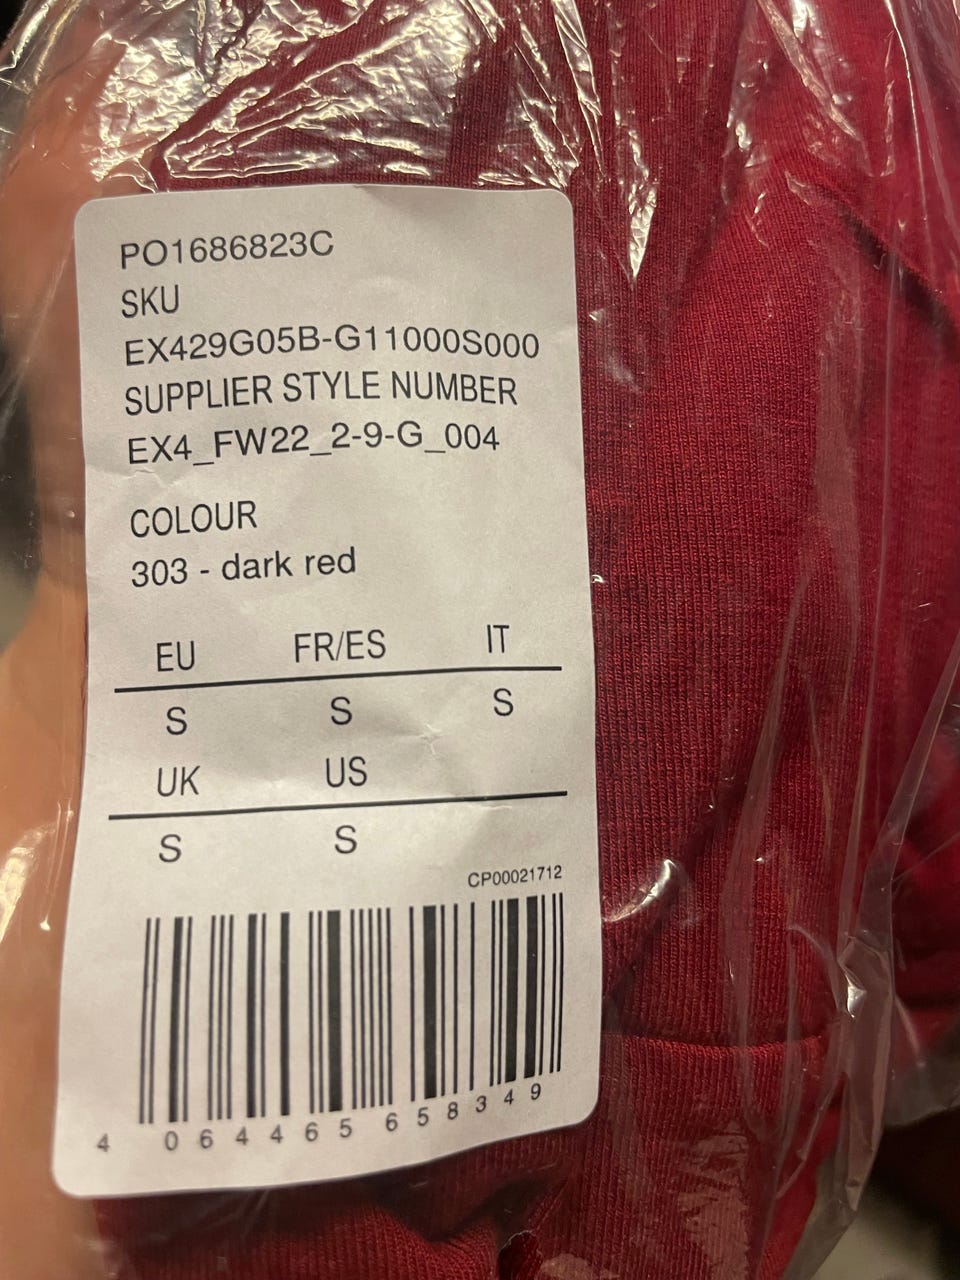 PO1686823C
SKU
EX429G05B-G11000S000
SUPPLIER STYLE NUMBER
EX4_FW22_2-9-G_004
COLOUR
303 - dark red
EU FR/ES IT
S S S
UK US
S S
CP00021712
4 064465 658349